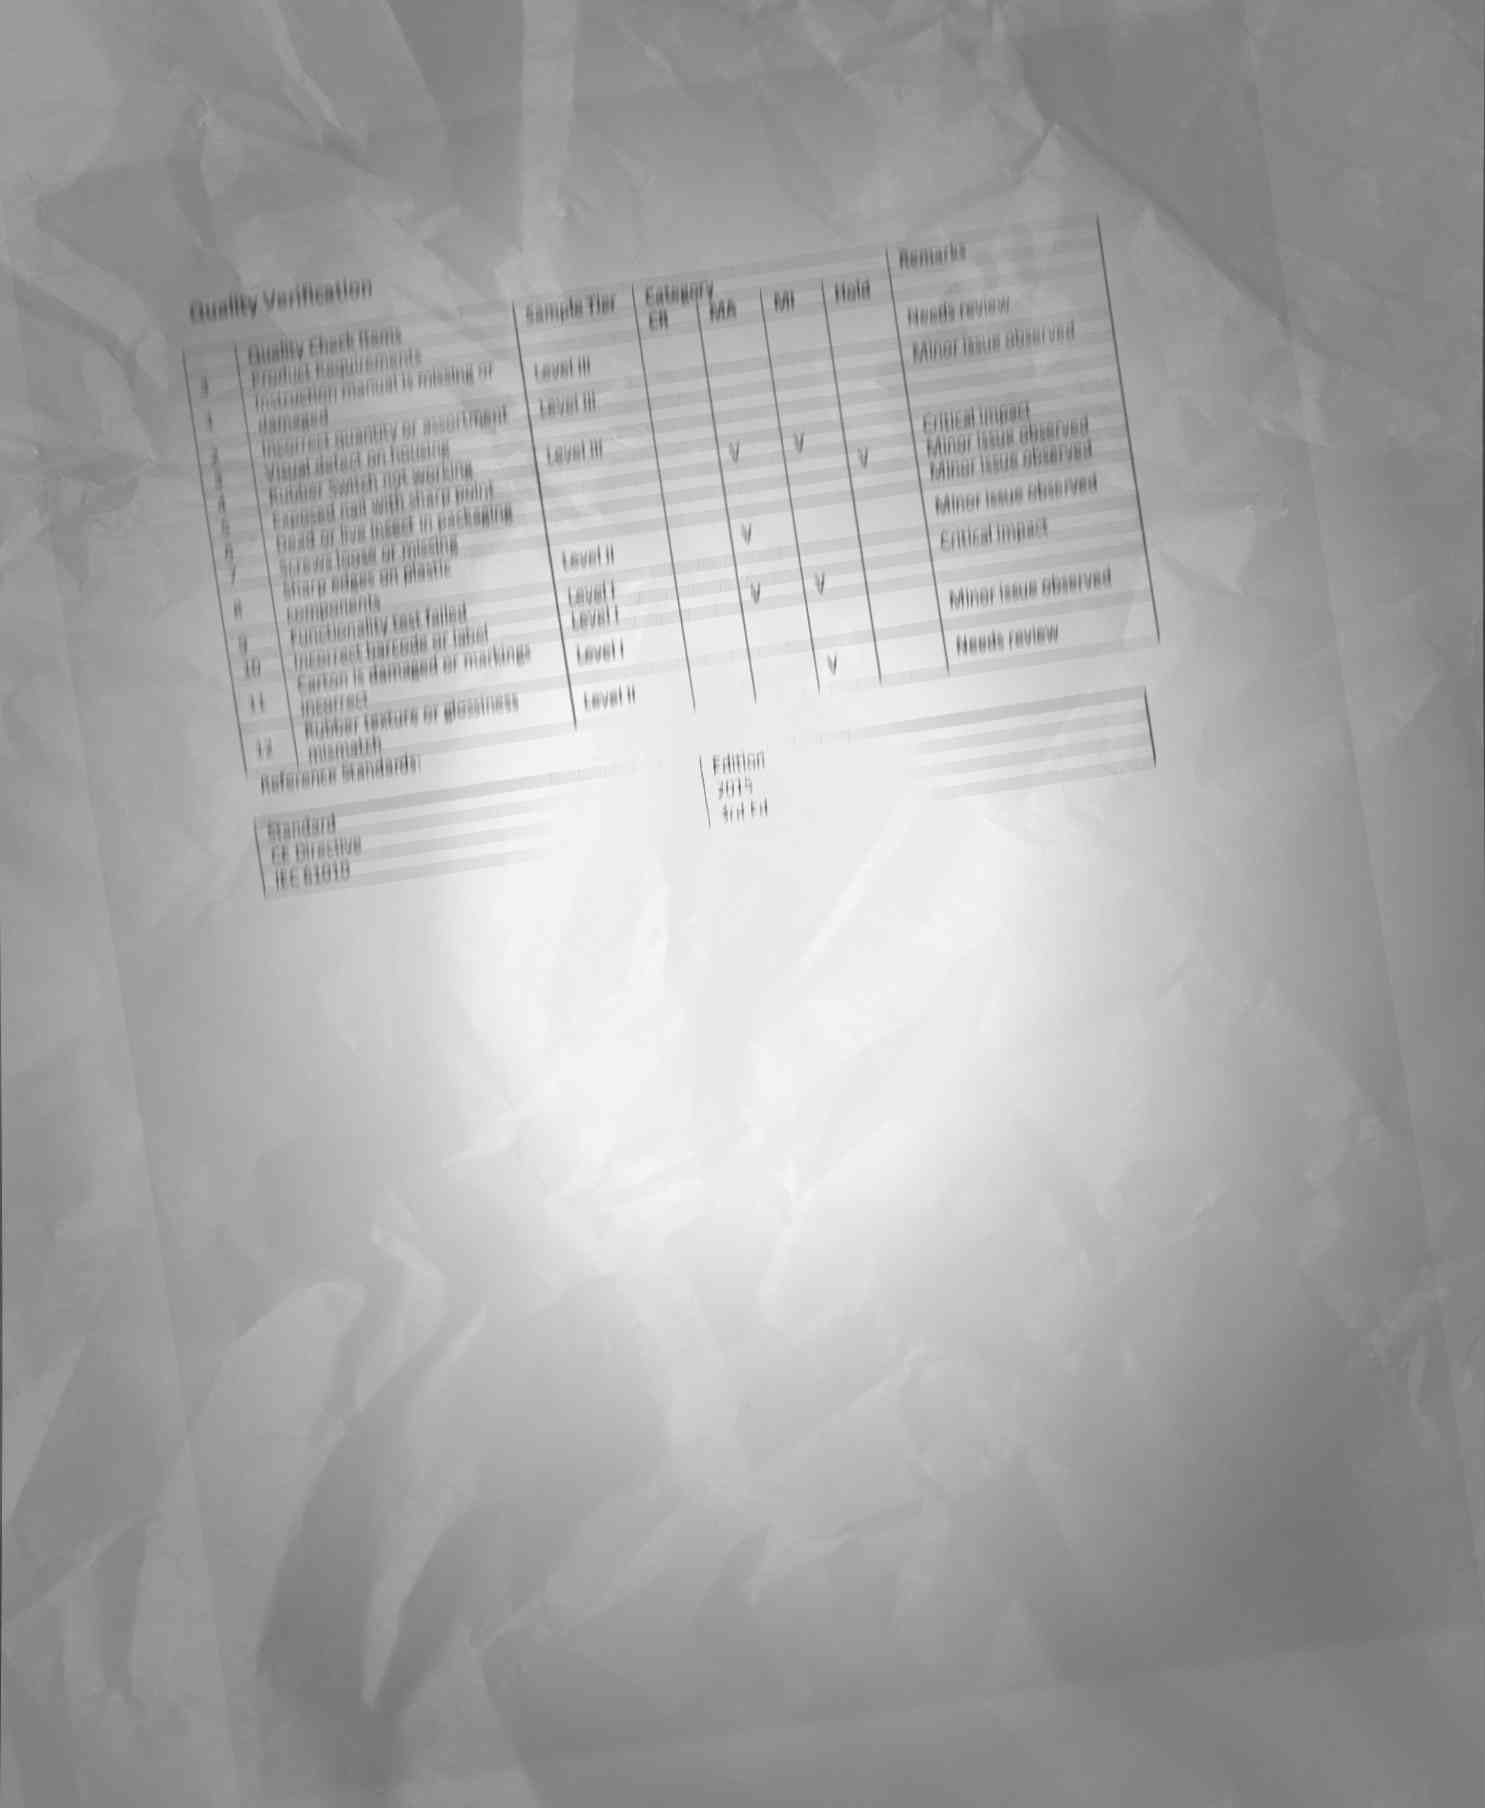 Quality Verification
Quality Check Items Sample Tier Category Remarks
Product Requirements CR MA MI Hold
1 Instruction manual is missing or Level III Needs review
damaged
2 Incorrect quantity or assortment Level III Minor issue observed
3 Visual defect on housing
4 Rubber Switch not working Level III
5 Exposed nail with sharp point V V Critical impact
6 Dead or live insect in packaging V Minor issue observed
7 Screws loose or missing Minor issue observed
8 Sharp edges on plastic Level II V Minor issue observed
components
9 Functionality test failed Level I Critical impact
10 Incorrect barcode or label Level I V V
11 Carton is damaged or markings Level I Minor issue observed
incorrect
12 Rubber texture or glossiness Level II V Needs review
mismatch
Reference Standards:
Standard Edition
CE Directive
IEC 61010 3rd Ed